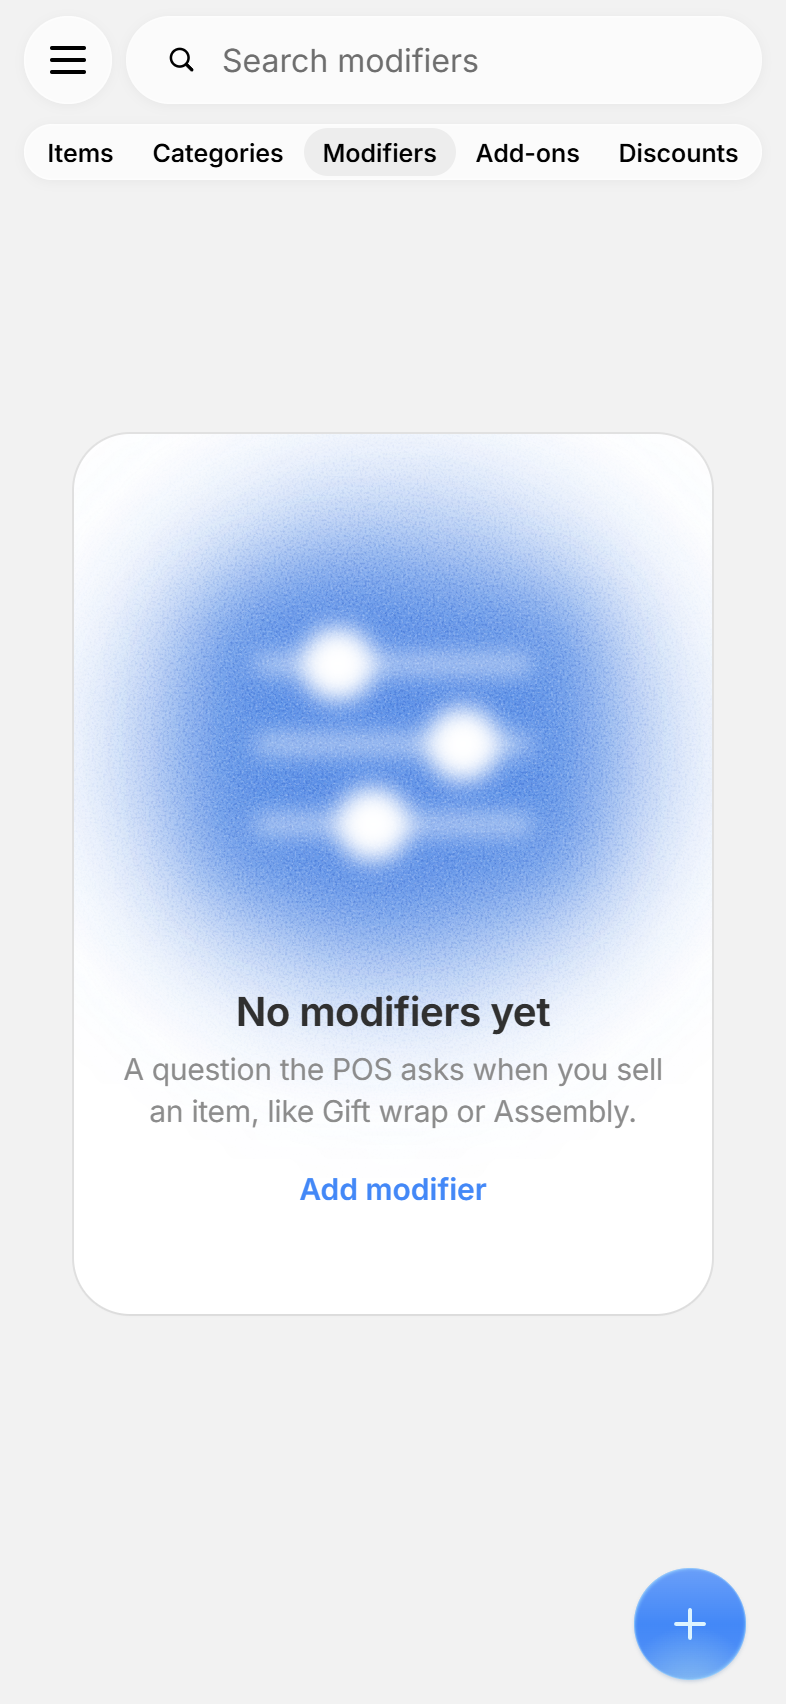 Search modifiers
Items
Categories
Modifiers
Add-ons
Discounts
No modifiers yet
A question the POS asks when you sell
an item, like Gift wrap or Assembly.
Add modifier